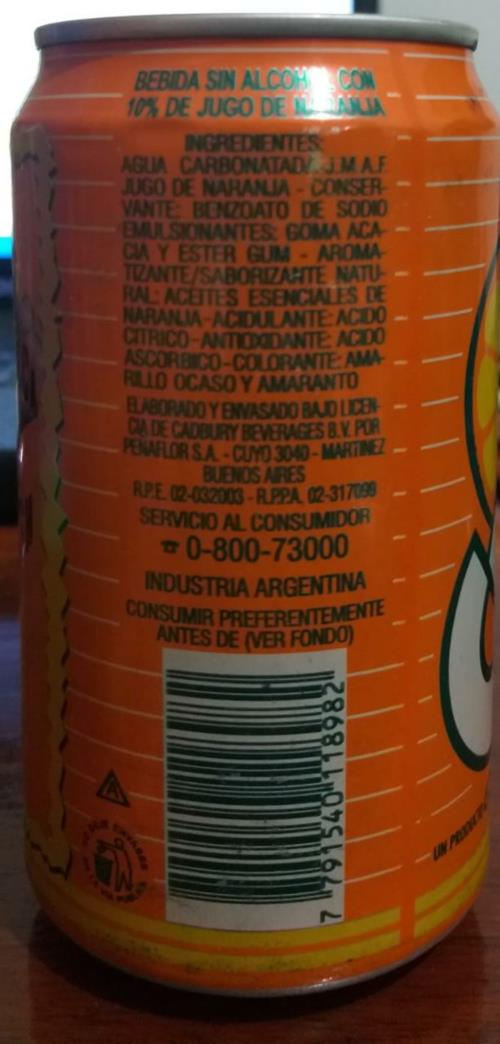 BEBIDA SIN ALCOHOL CON
10% DE JUGO DE NARANJA
INGREDIENTES:
AGUA CARBONATADA J.M.A.F.
JUGO DE NARANJA - CONSER-
VANTE: BENZOATO DE SODIO
EMULSIONANTES: GOMA ACA-
CIA Y ESTER GUM - AROMA-
TIZANTE/SABORIZANTE NATU-
RAL: ACEITES ESENCIALES DE
NARANJA-ACIDULANTE: ACIDO
CITRICO-ANTIOXIDANTE: ACIDO
ASCORBICO-COLORANTE: AMA-
RILLO OCASO Y AMARANTO
ELABORADO Y ENVASADO BAJO LICEN-
CIA DE CADBURY BEVERAGES B.V. POR
PEÑAFLOR S.A. - CUYO 3040 - MARTINEZ
BUENOS AIRES
R.P.E. 02-032003 - R.P.P.A. 02-317099
SERVICIO AL CONSUMIDOR
☎ 0-800-73000
INDUSTRIA ARGENTINA
CONSUMIR PREFERENTEMENTE
ANTES DE (VER FONDO)
7 791540 118982
UN PRODUCTO